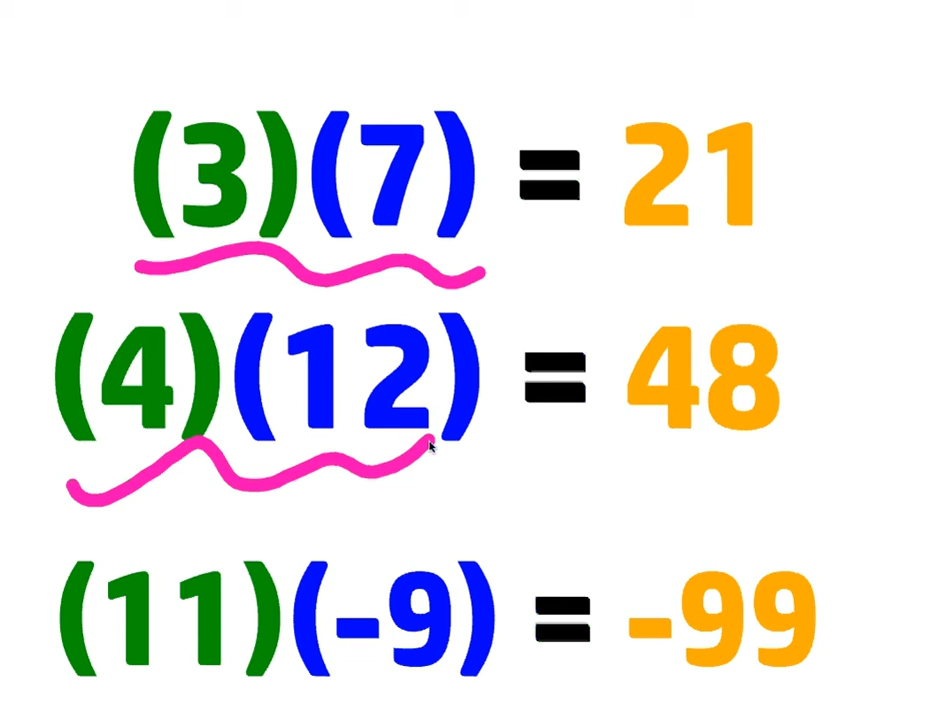 (3)(7) = 21
(4)(12) = 48
(11)(-9) = -99